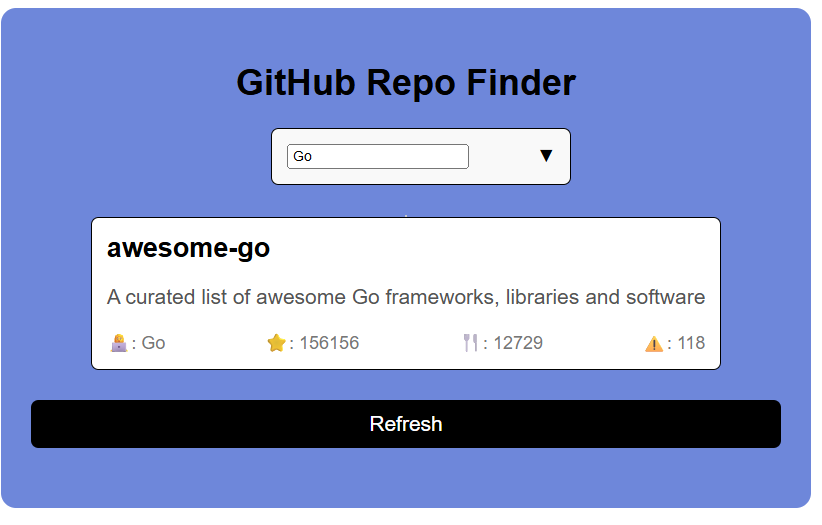 GitHub Repo Finder
Go ▼
awesome-go
A curated list of awesome Go frameworks, libraries and software
: Go : 156156 : 12729 : 118
Refresh